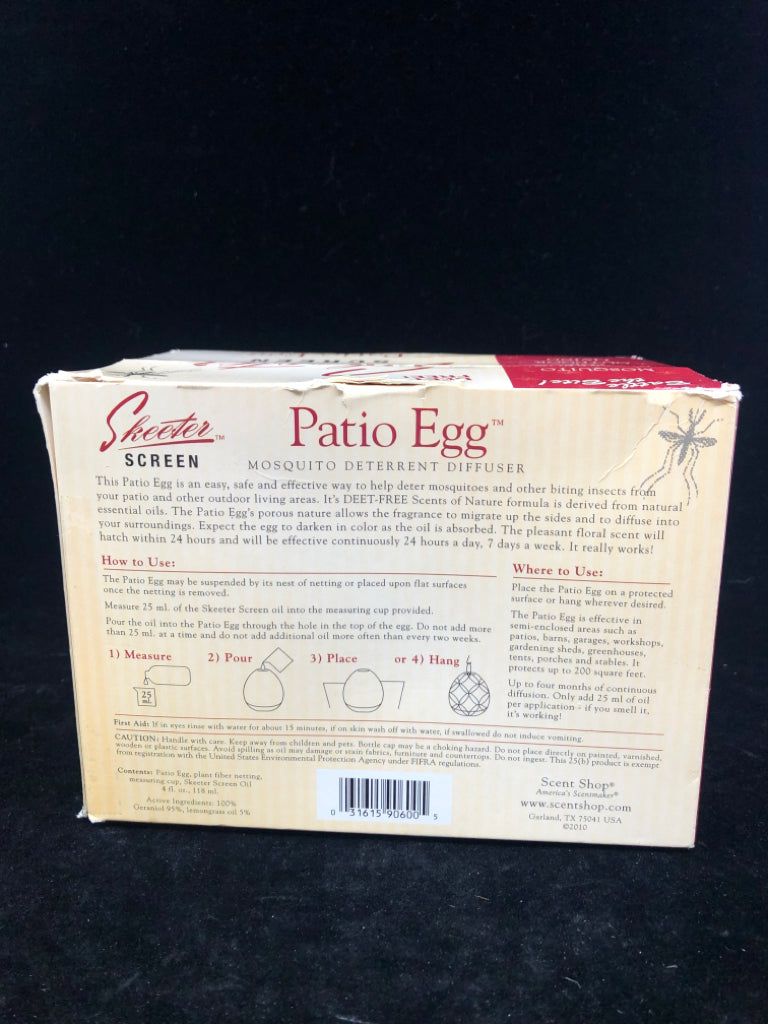 MOSQUITO
Battle the Bite!
SCREEN
Skeeter™
SCREEN
Patio Egg™
MOSQUITO DETERRENT DIFFUSER
This Patio Egg is an easy, safe and effective way to help deter mosquitoes and other biting insects from
your patio and other outdoor living areas. It's DEET-FREE Scents of Nature formula is derived from natural
essential oils. The Patio Egg's porous nature allows the fragrance to migrate up the sides and to diffuse into
your surroundings. Expect the egg to darken in color as the oil is absorbed. The pleasant floral scent will
hatch within 24 hours and will be effective continuously 24 hours a day, 7 days a week. It really works!
How to Use:
The Patio Egg may be suspended by its nest of netting or placed upon flat surfaces
once the netting is removed.
Measure 25 ml. of the Skeeter Screen oil into the measuring cup provided.
Pour the oil into the Patio Egg through the hole in the top of the egg. Do not add more
than 25 ml. at a time and do not add additional oil more often than every two weeks.
1) Measure 2) Pour 3) Place or 4) Hang
25
mL
Where to Use:
Place the Patio Egg on a protected
surface or hang wherever desired.
The Patio Egg is effective in
semi-enclosed areas such as
patios, barns, garages, workshops,
gardening sheds, greenhouses,
tents, porches and stables. It
protects up to 200 square feet.
Up to four months of continuous
diffusion. Only add 25 ml of oil
per application - if you smell it,
it's working!
First Aid: If in eyes rinse with water for about 15 minutes, if on skin wash off with water, if swallowed do not induce vomiting.
CAUTION: Handle with care. Keep away from children and pets. Bottle cap may be a choking hazard. Do not place directly on painted, varnished,
wooden or plastic surfaces. Avoid spilling as oil may damage or stain fabrics, furniture and countertops. Do not ingest. This 25(b) product is exempt
from registration with the United States Environmental Protection Agency under FIFRA regulations.
Contents: Patio Egg, plant fiber netting,
measuring cup, Skeeter Screen Oil
4 fl. oz., 118 ml.
Active Ingredients: 100%
Geraniol 95%, lemongrass oil 5%
0 31615 90600 5
Scent Shop®
America's Scentmaker®
www.scentshop.com
Garland, TX 75041 USA
©2010